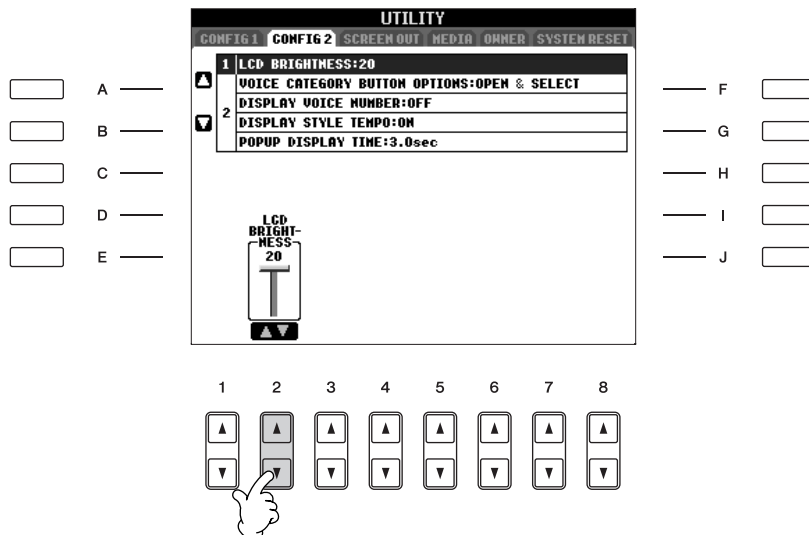 UTILITY
CONFIG 1 CONFIG 2 SCREEN OUT MEDIA OWNER SYSTEM RESET
1 LCD BRIGHTNESS:20
VOICE CATEGORY BUTTON OPTIONS:OPEN & SELECT
2 DISPLAY VOICE NUMBER:OFF
DISPLAY STYLE TEMPO:ON
POPUP DISPLAY TIME:3.0sec
A
B
C
D
E
F
G
H
I
J
LCD
BRIGHT-
NESS
20
1 2 3 4 5 6 7 8